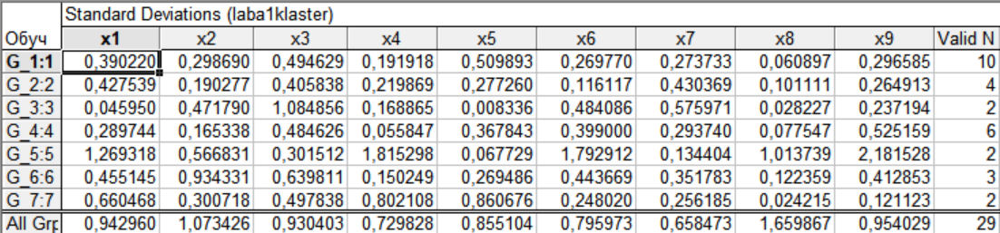 Standard Deviations (laba1klaster)
Обуч x1 x2 x3 x4 x5 x6 x7 x8 x9 Valid N
G_1:1 0,390220 0,298690 0,494629 0,191918 0,509893 0,269770 0,273733 0,060897 0,296585 10
G_2:2 0,427539 0,190277 0,405838 0,219869 0,277260 0,116117 0,430369 0,101111 0,264913 4
G_3:3 0,045950 0,471790 1,084856 0,168865 0,008336 0,484086 0,575971 0,028227 0,237194 2
G_4:4 0,289744 0,165338 0,484626 0,055847 0,367843 0,399000 0,293740 0,077547 0,525159 6
G_5:5 1,269318 0,566831 0,301512 1,815298 0,067729 1,792912 0,134404 1,013739 2,181528 2
G_6:6 0,455145 0,934331 0,639811 0,150249 0,269486 0,443669 0,351783 0,122359 0,412853 3
G_7:7 0,660468 0,300718 0,497838 0,802108 0,860676 0,248020 0,256185 0,024215 0,121123 2
All Grp 0,942960 1,073426 0,930403 0,729828 0,855104 0,795973 0,658473 1,659867 0,954029 29